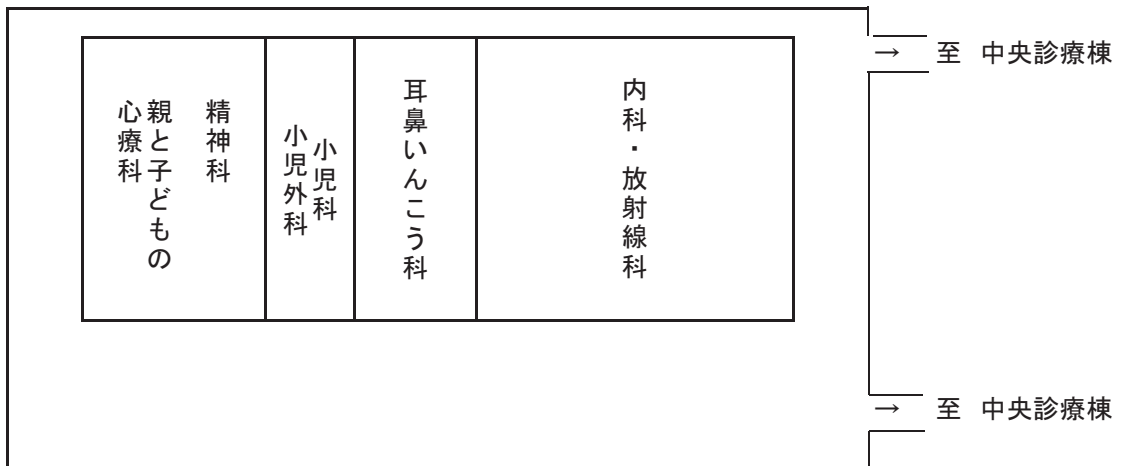 → 至 中央診療棟
精神科
親と子どもの
心療科
小児科
小児外科
耳鼻いんこう科
内科・放射線科
→ 至 中央診療棟